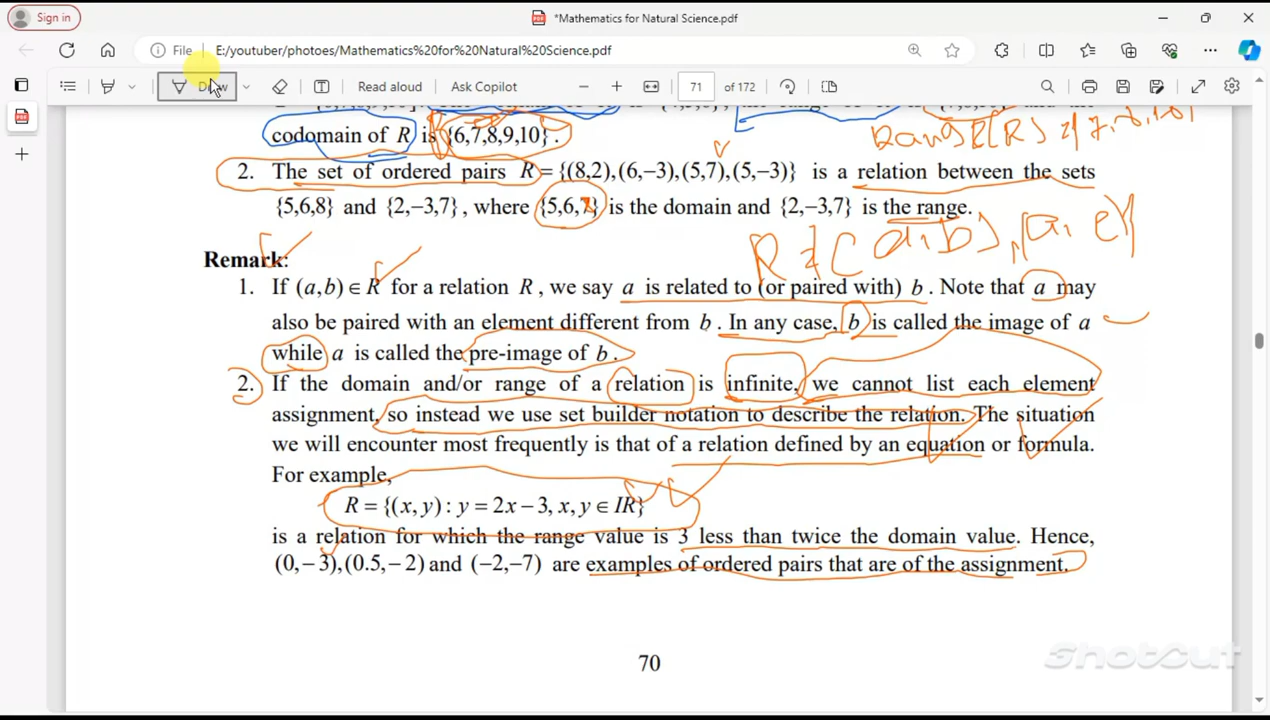 Sign in
*Mathematics for Natural Science.pdf
File E:/youtuber/photoes/Mathematics%20for%20Natural%20Science.pdf
Draw Read aloud Ask Copilot 71 of 172
codomain of R is {6,7,8,9,10}.
2. The set of ordered pairs R = {(8,2),(6,−3),(5,7),(5,−3)} is a relation between the sets
{5,6,8} and {2,−3,7}, where {5,6,7} is the domain and {2,−3,7} is the range.
Remark:
1. If (a,b) ∈ R for a relation R, we say a is related to (or paired with) b. Note that a may
also be paired with an element different from b. In any case, b is called the image of a
while a is called the pre-image of b.
2. If the domain and/or range of a relation is infinite, we cannot list each element
assignment, so instead we use set builder notation to describe the relation. The situation
we will encounter most frequently is that of a relation defined by an equation or formula.
For example,
R = {(x, y): y = 2x − 3, x, y ∈ IR}
is a relation for which the range value is 3 less than twice the domain value. Hence,
(0,−3),(0.5,−2) and (−2,−7) are examples of ordered pairs that are of the assignment.
70
Shotcut